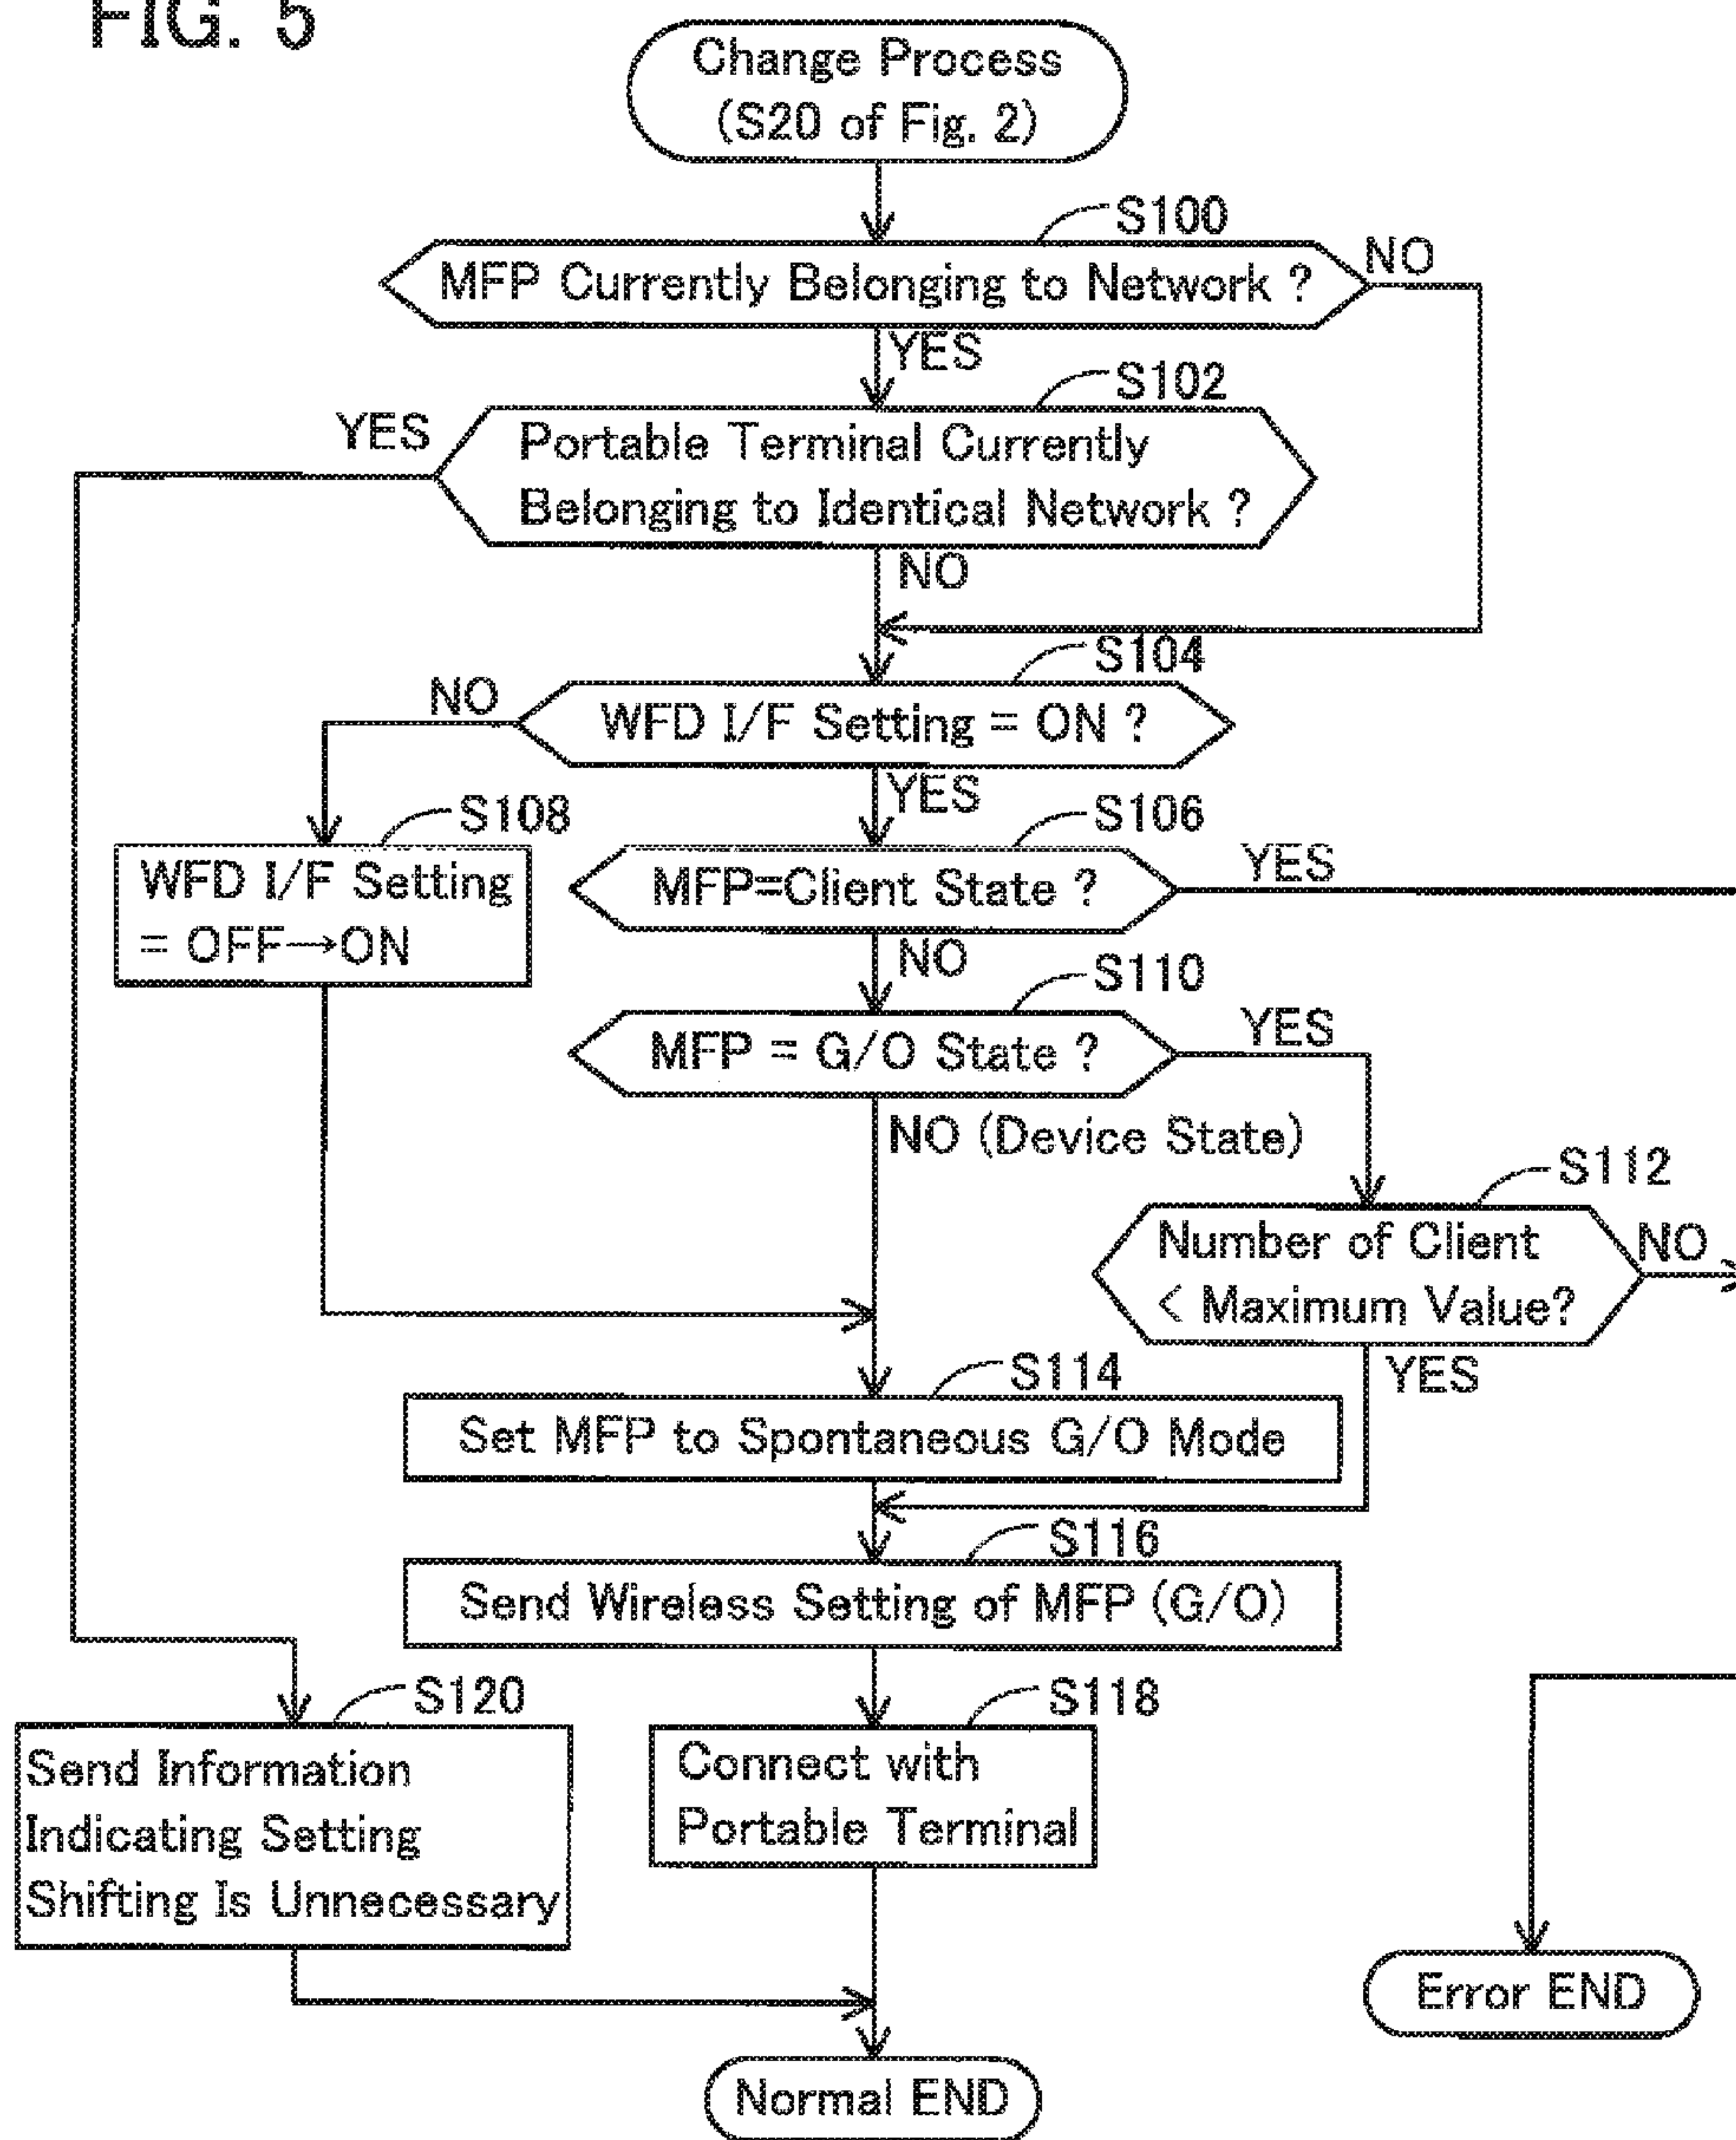 FIG. 5
Change Process
(S20 of Fig. 2)
S100
MFP Currently Belonging to Network ?
NO
YES
S102
YES
Portable Terminal Currently
Belonging to Identical Network ?
NO
S104
NO
WFD I/F Setting = ON ?
YES
S108
S106
WFD I/F Setting
= OFF→ON
MFP=Client State ?
YES
NO
S110
MFP = G/O State ?
YES
NO (Device State)
S112
Number of Client
< Maximum Value?
NO
YES
S114
Set MFP to Spontaneous G/O Mode
S116
Send Wireless Setting of MFP (G/O)
S120
S118
Send Information
Indicating Setting
Shifting Is Unnecessary
Connect with
Portable Terminal
Error END
Normal END